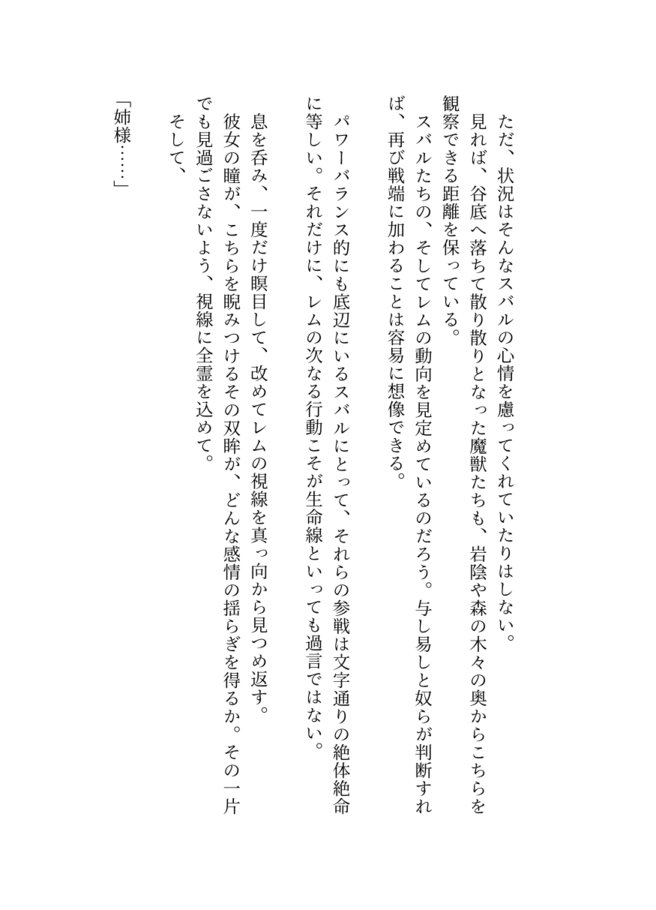 ただ、状況はそんなスバルの心情を慮ってくれていたりはしない。
見れば、谷底へ落ちて散り散りとなった魔獣たちも、岩陰や森の木々の奥からこちらを
観察できる距離を保っている。
スバルたちの、そしてレムの動向を見定めているのだろう。与し易しと奴らが判断すれ
ば、再び戦端に加わることは容易に想像できる。
パワーバランス的にも底辺にいるスバルにとって、それらの参戦は文字通りの絶体絶命
に等しい。それだけに、レムの次なる行動こそが生命線といっても過言ではない。
息を呑み、一度だけ瞑目して、改めてレムの視線を真っ向から見つめ返す。
彼女の瞳が、こちらを睨みつけるその双眸が、どんな感情の揺らぎを得るか。その一片
でも見過ごさないよう、視線に全霊を込めて。
そして、
「姉様……」